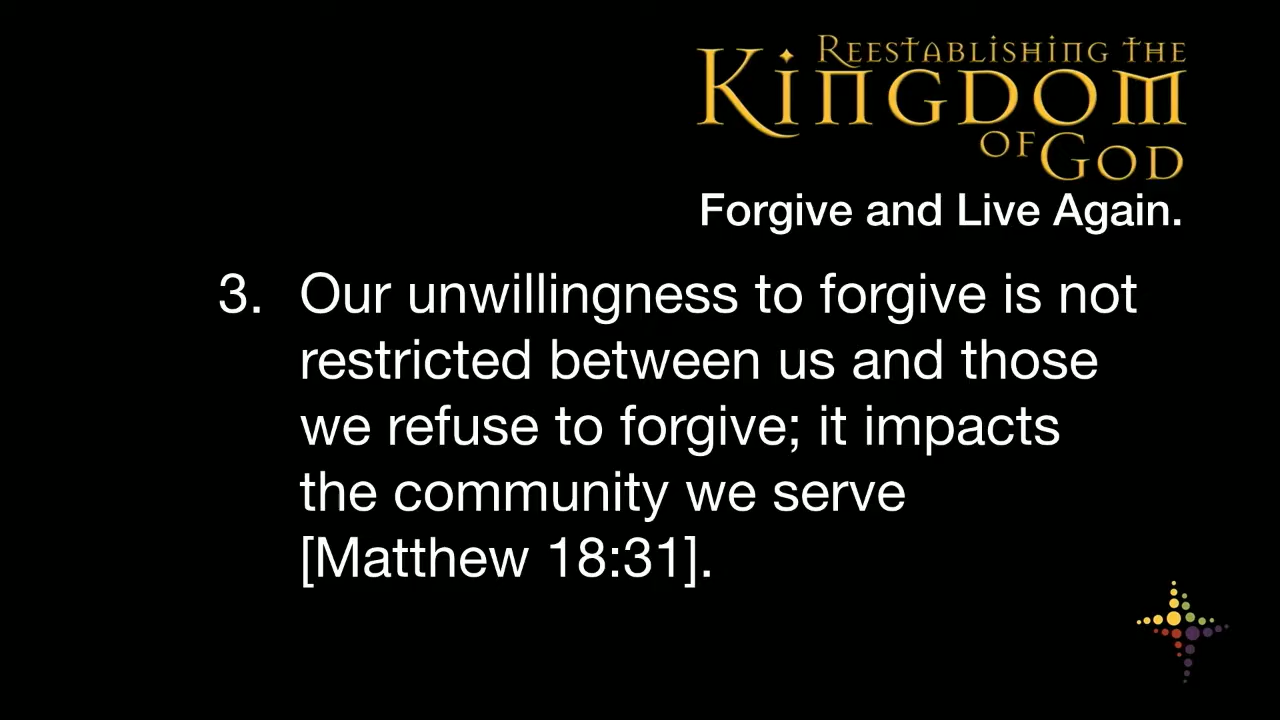 Reestablishing the
Kingdom
of God
Forgive and Live Again.
3. Our unwillingness to forgive is not
restricted between us and those
we refuse to forgive; it impacts
the community we serve
[Matthew 18:31].